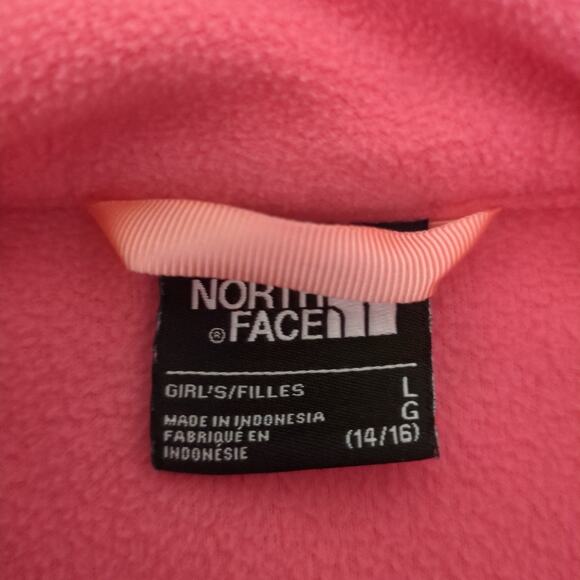 NORTH
® FACE
GIRL'S/FILLES L
G
MADE IN INDONESIA
FABRIQUÉ EN (14/16)
INDONÉSIE